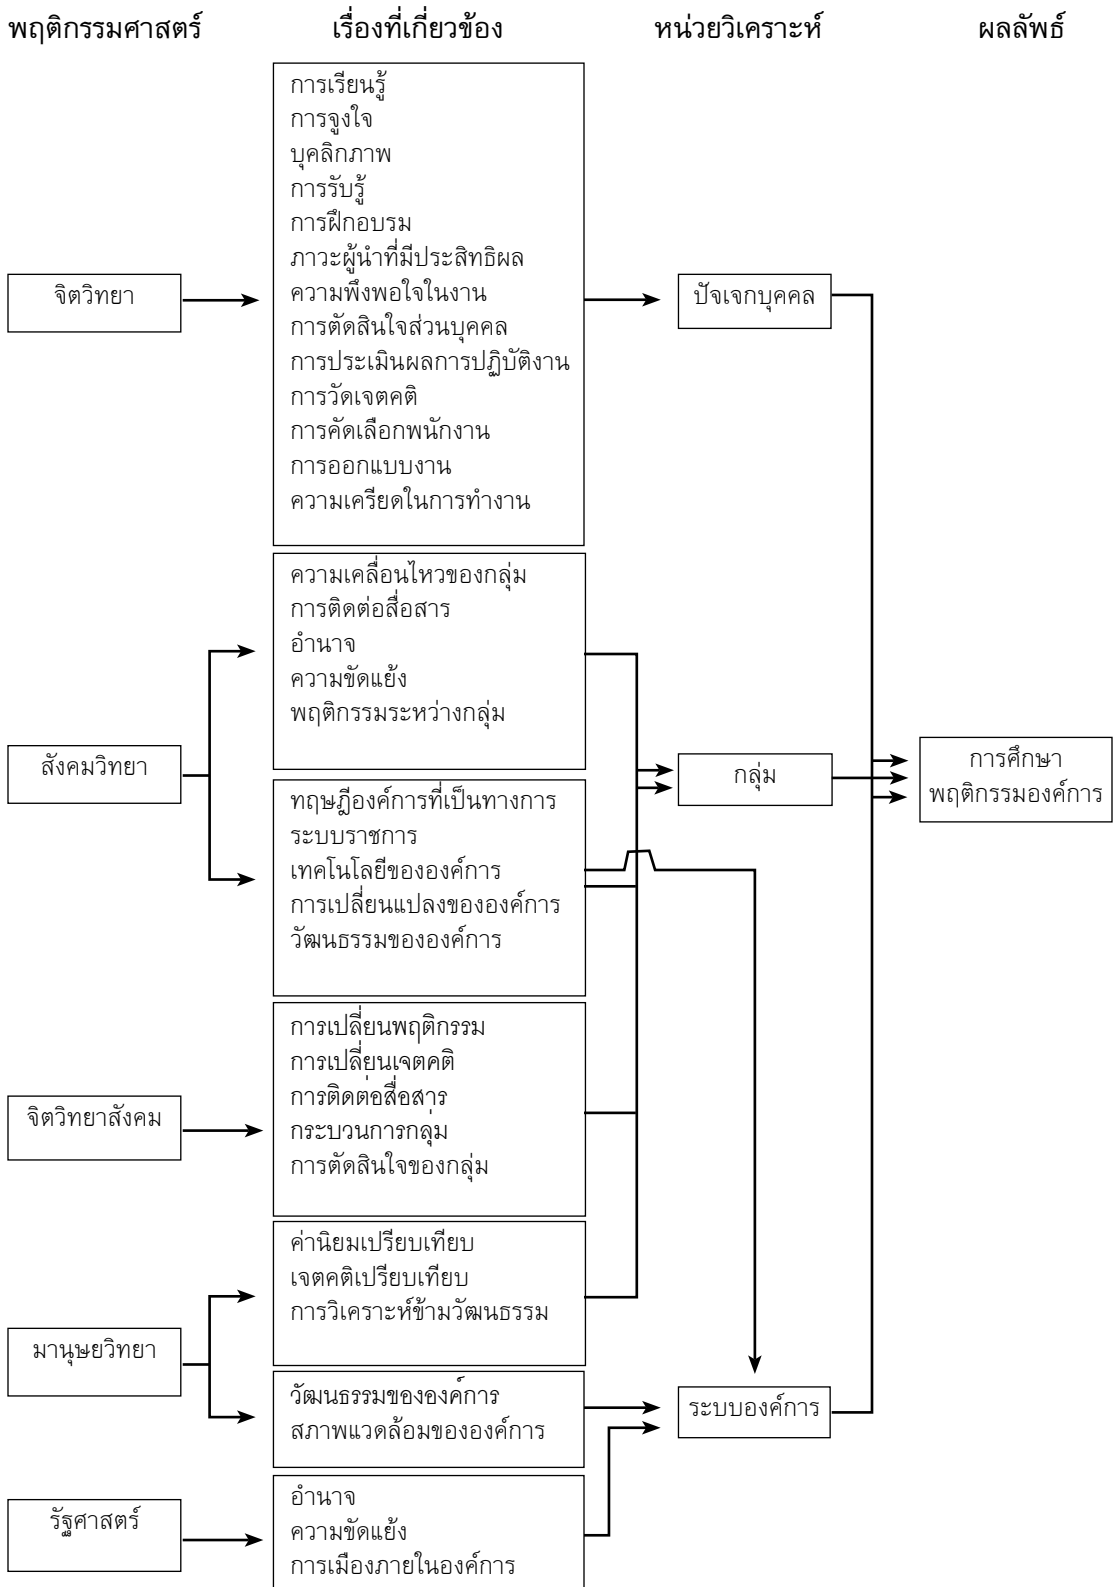 พฤติกรรมศาสตร์ เรื่องที่เกี่ยวข้อง หน่วยวิเคราะห์ ผลลัพธ์
จิตวิทยา
การเรียนรู้
การจูงใจ
บุคลิกภาพ
การรับรู้
การฝึกอบรม
ภาวะผู้นำที่มีประสิทธิผล
ความพึงพอใจในงาน
การตัดสินใจส่วนบุคคล
การประเมินผลการปฏิบัติงาน
การวัดเจตคติ
การคัดเลือกพนักงาน
การออกแบบงาน
ความเครียดในการทำงาน
ปัจเจกบุคคล
สังคมวิทยา
ความเคลื่อนไหวของกลุ่ม
การติดต่อสื่อสาร
อำนาจ
ความขัดแย้ง
พฤติกรรมระหว่างกลุ่ม
ทฤษฎีองค์การที่เป็นทางการ
ระบบราชการ
เทคโนโลยีขององค์การ
การเปลี่ยนแปลงขององค์การ
วัฒนธรรมขององค์การ
กลุ่ม
การศึกษา
พฤติกรรมองค์การ
จิตวิทยาสังคม
การเปลี่ยนพฤติกรรม
การเปลี่ยนเจตคติ
การติดต่อสื่อสาร
กระบวนการกลุ่ม
การตัดสินใจของกลุ่ม
มานุษยวิทยา
ค่านิยมเปรียบเทียบ
เจตคติเปรียบเทียบ
การวิเคราะห์ข้ามวัฒนธรรม
วัฒนธรรมขององค์การ
สภาพแวดล้อมขององค์การ
ระบบองค์การ
รัฐศาสตร์
อำนาจ
ความขัดแย้ง
การเมืองภายในองค์การ